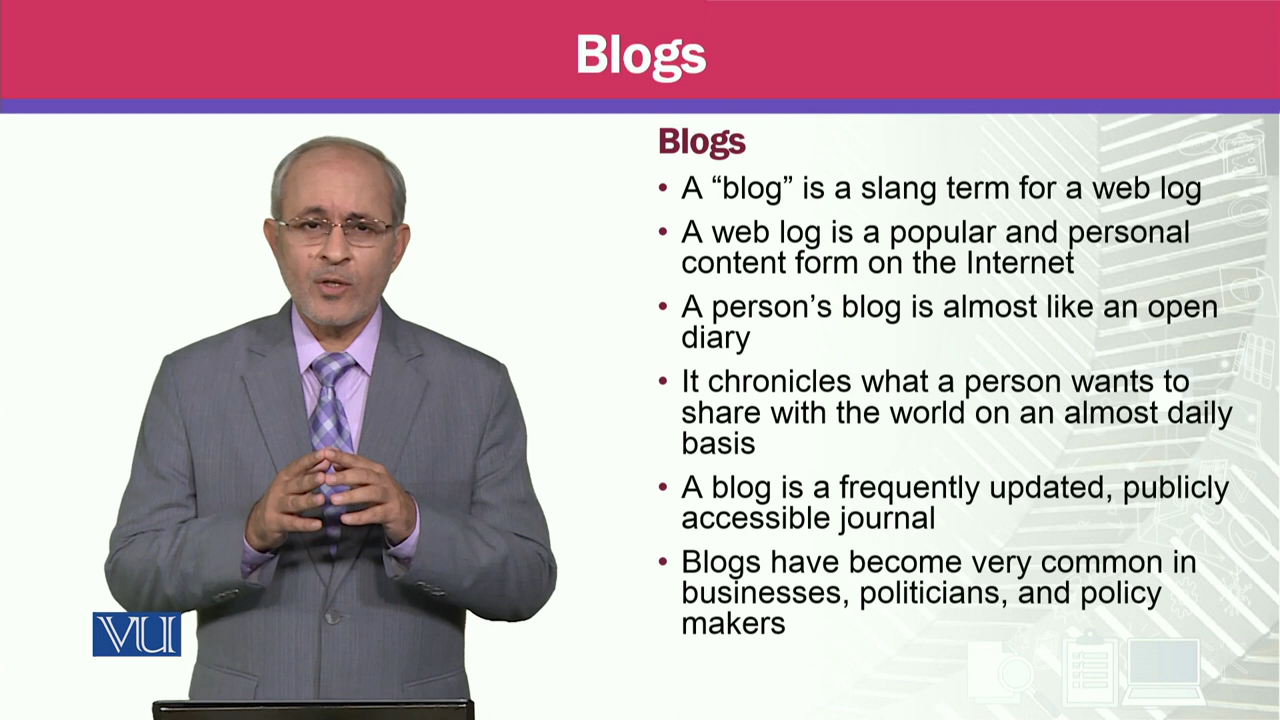 Blogs
Blogs
• A “blog” is a slang term for a web log
• A web log is a popular and personal
content form on the Internet
• A person’s blog is almost like an open
diary
• It chronicles what a person wants to
share with the world on an almost daily
basis
• A blog is a frequently updated, publicly
accessible journal
• Blogs have become very common in
businesses, politicians, and policy
makers
VU